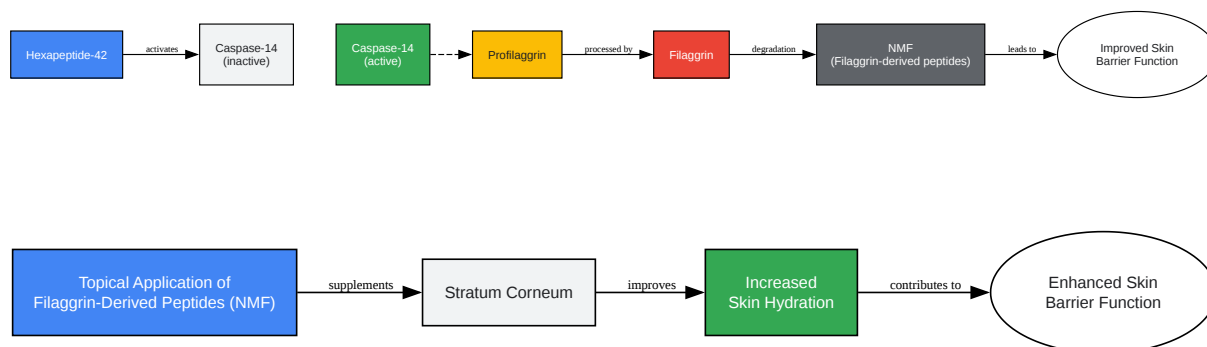 Hexapeptide-42
activates
Caspase-14
(inactive)
Caspase-14
(active)
Profilaggrin
processed by
Filaggrin
degradation
NMF
(Filaggrin-derived peptides)
leads to
Improved Skin
Barrier Function
Topical Application of
Filaggrin-Derived Peptides (NMF)
supplements
Stratum Corneum
improves
Increased
Skin Hydration
contributes to
Enhanced Skin
Barrier Function